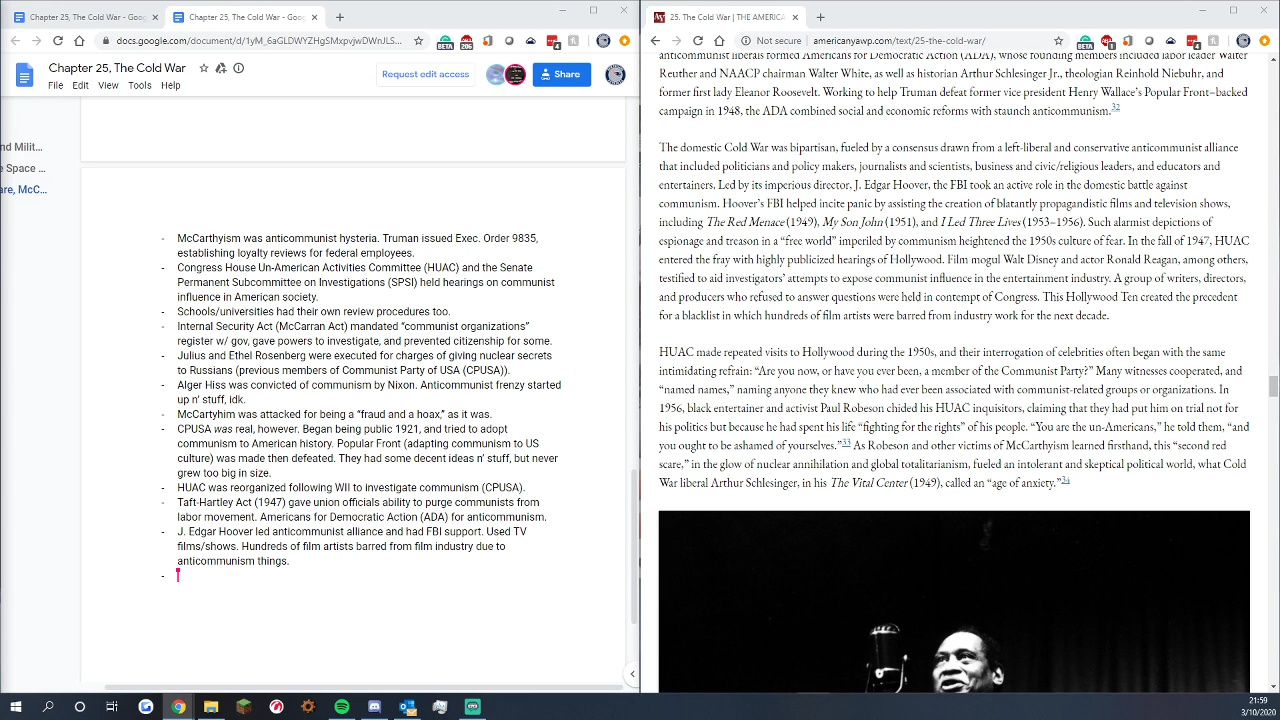 Chapter 25, The Cold War - Goog
Chapter 25, The Cold War - Goog
docs.google.com/document/d/1yM_6aGLDWYZHgSMxpvjwDWnJLS...
BETA
206
4
Chapter 25, The Cold War
File Edit View Tools Help
Request edit access
Share
nd Milit...
e Space ...
are, McC...
- McCarthyism was anticommunist hysteria. Truman issued Exec. Order 9835,
establishing loyalty reviews for federal employees.
- Congress House Un-American Activities Committee (HUAC) and the Senate
Permanent Subcommittee on Investigations (SPSI) held hearings on communist
influence in American society.
- Schools/universities had their own review procedures too.
- Internal Security Act (McCarran Act) mandated “communist organizations”
register w/ gov, gave powers to investigate, and prevented citizenship for some.
- Julius and Ethel Rosenberg were executed for charges of giving nuclear secrets
to Russians (previous members of Communist Party of USA (CPUSA)).
- Alger Hiss was convicted of communism by Nixon. Anticommunist frenzy started
up n’ stuff, idk.
- McCartyhim was attacked for being a “fraud and a hoax,” as it was.
- CPUSA was real, however. Began being public 1921, and tried to adopt
communism to American history. Popular Front (adapting communism to US
culture) was made then defeated. They had some decent ideas n’ stuff, but never
grew too big in size.
- HUAC was reorganized following WII to investigate communism (CPUSA).
- Taft-Hartley Act (1947) gave union officials ability to purge communists from
labor movement. Americans for Democratic Action (ADA) for anticommunism.
- J. Edgar Hoover led anticommunist alliance and had FBI support. Used TV
films/shows. Hundreds of film artists barred from film industry due to
anticommunism things.
-
25. The Cold War | THE AMERICA
Not secure | americanyawp.com/text/25-the-cold-war/
BETA
1
4
anticommunist liberals formed Americans for Democratic Action (ADA), whose founding members included labor leader Walter
Reuther and NAACP chairman Walter White, as well as historian Arthur Schlesinger Jr., theologian Reinhold Niebuhr, and
former first lady Eleanor Roosevelt. Working to help Truman defeat former vice president Henry Wallace’s Popular Front–backed
campaign in 1948, the ADA combined social and economic reforms with staunch anticommunism.32
The domestic Cold War was bipartisan, fueled by a consensus drawn from a left-liberal and conservative anticommunist alliance
that included politicians and policy makers, journalists and scientists, business and civic/religious leaders, and educators and
entertainers. Led by its imperious director, J. Edgar Hoover, the FBI took an active role in the domestic battle against
communism. Hoover’s FBI helped incite panic by assisting the creation of blatantly propagandistic films and television shows,
including The Red Menace (1949), My Son John (1951), and I Led Three Lives (1953–1956). Such alarmist depictions of
espionage and treason in a “free world” imperiled by communism heightened the 1950s culture of fear. In the fall of 1947, HUAC
entered the fray with highly publicized hearings of Hollywood. Film mogul Walt Disney and actor Ronald Reagan, among others,
testified to aid investigators’ attempts to expose communist influence in the entertainment industry. A group of writers, directors,
and producers who refused to answer questions were held in contempt of Congress. This Hollywood Ten created the precedent
for a blacklist in which hundreds of film artists were barred from industry work for the next decade.
HUAC made repeated visits to Hollywood during the 1950s, and their interrogation of celebrities often began with the same
intimidating refrain: “Are you now, or have you ever been, a member of the Communist Party?” Many witnesses cooperated, and
“named names,” naming anyone they knew who had ever been associated with communist-related groups or organizations. In
1956, black entertainer and activist Paul Robeson chided his HUAC inquisitors, claiming that they had put him on trial not for
his politics but because he had spent his life “fighting for the rights” of his people. “You are the un-Americans,” he told them, “and
you ought to be ashamed of yourselves.”33 As Robeson and other victims of McCarthyism learned firsthand, this “second red
scare,” in the glow of nuclear annihilation and global totalitarianism, fueled an intolerant and skeptical political world, what Cold
War liberal Arthur Schlesinger, in his The Vital Center (1949), called an “age of anxiety.”34
21:59
3/10/2020